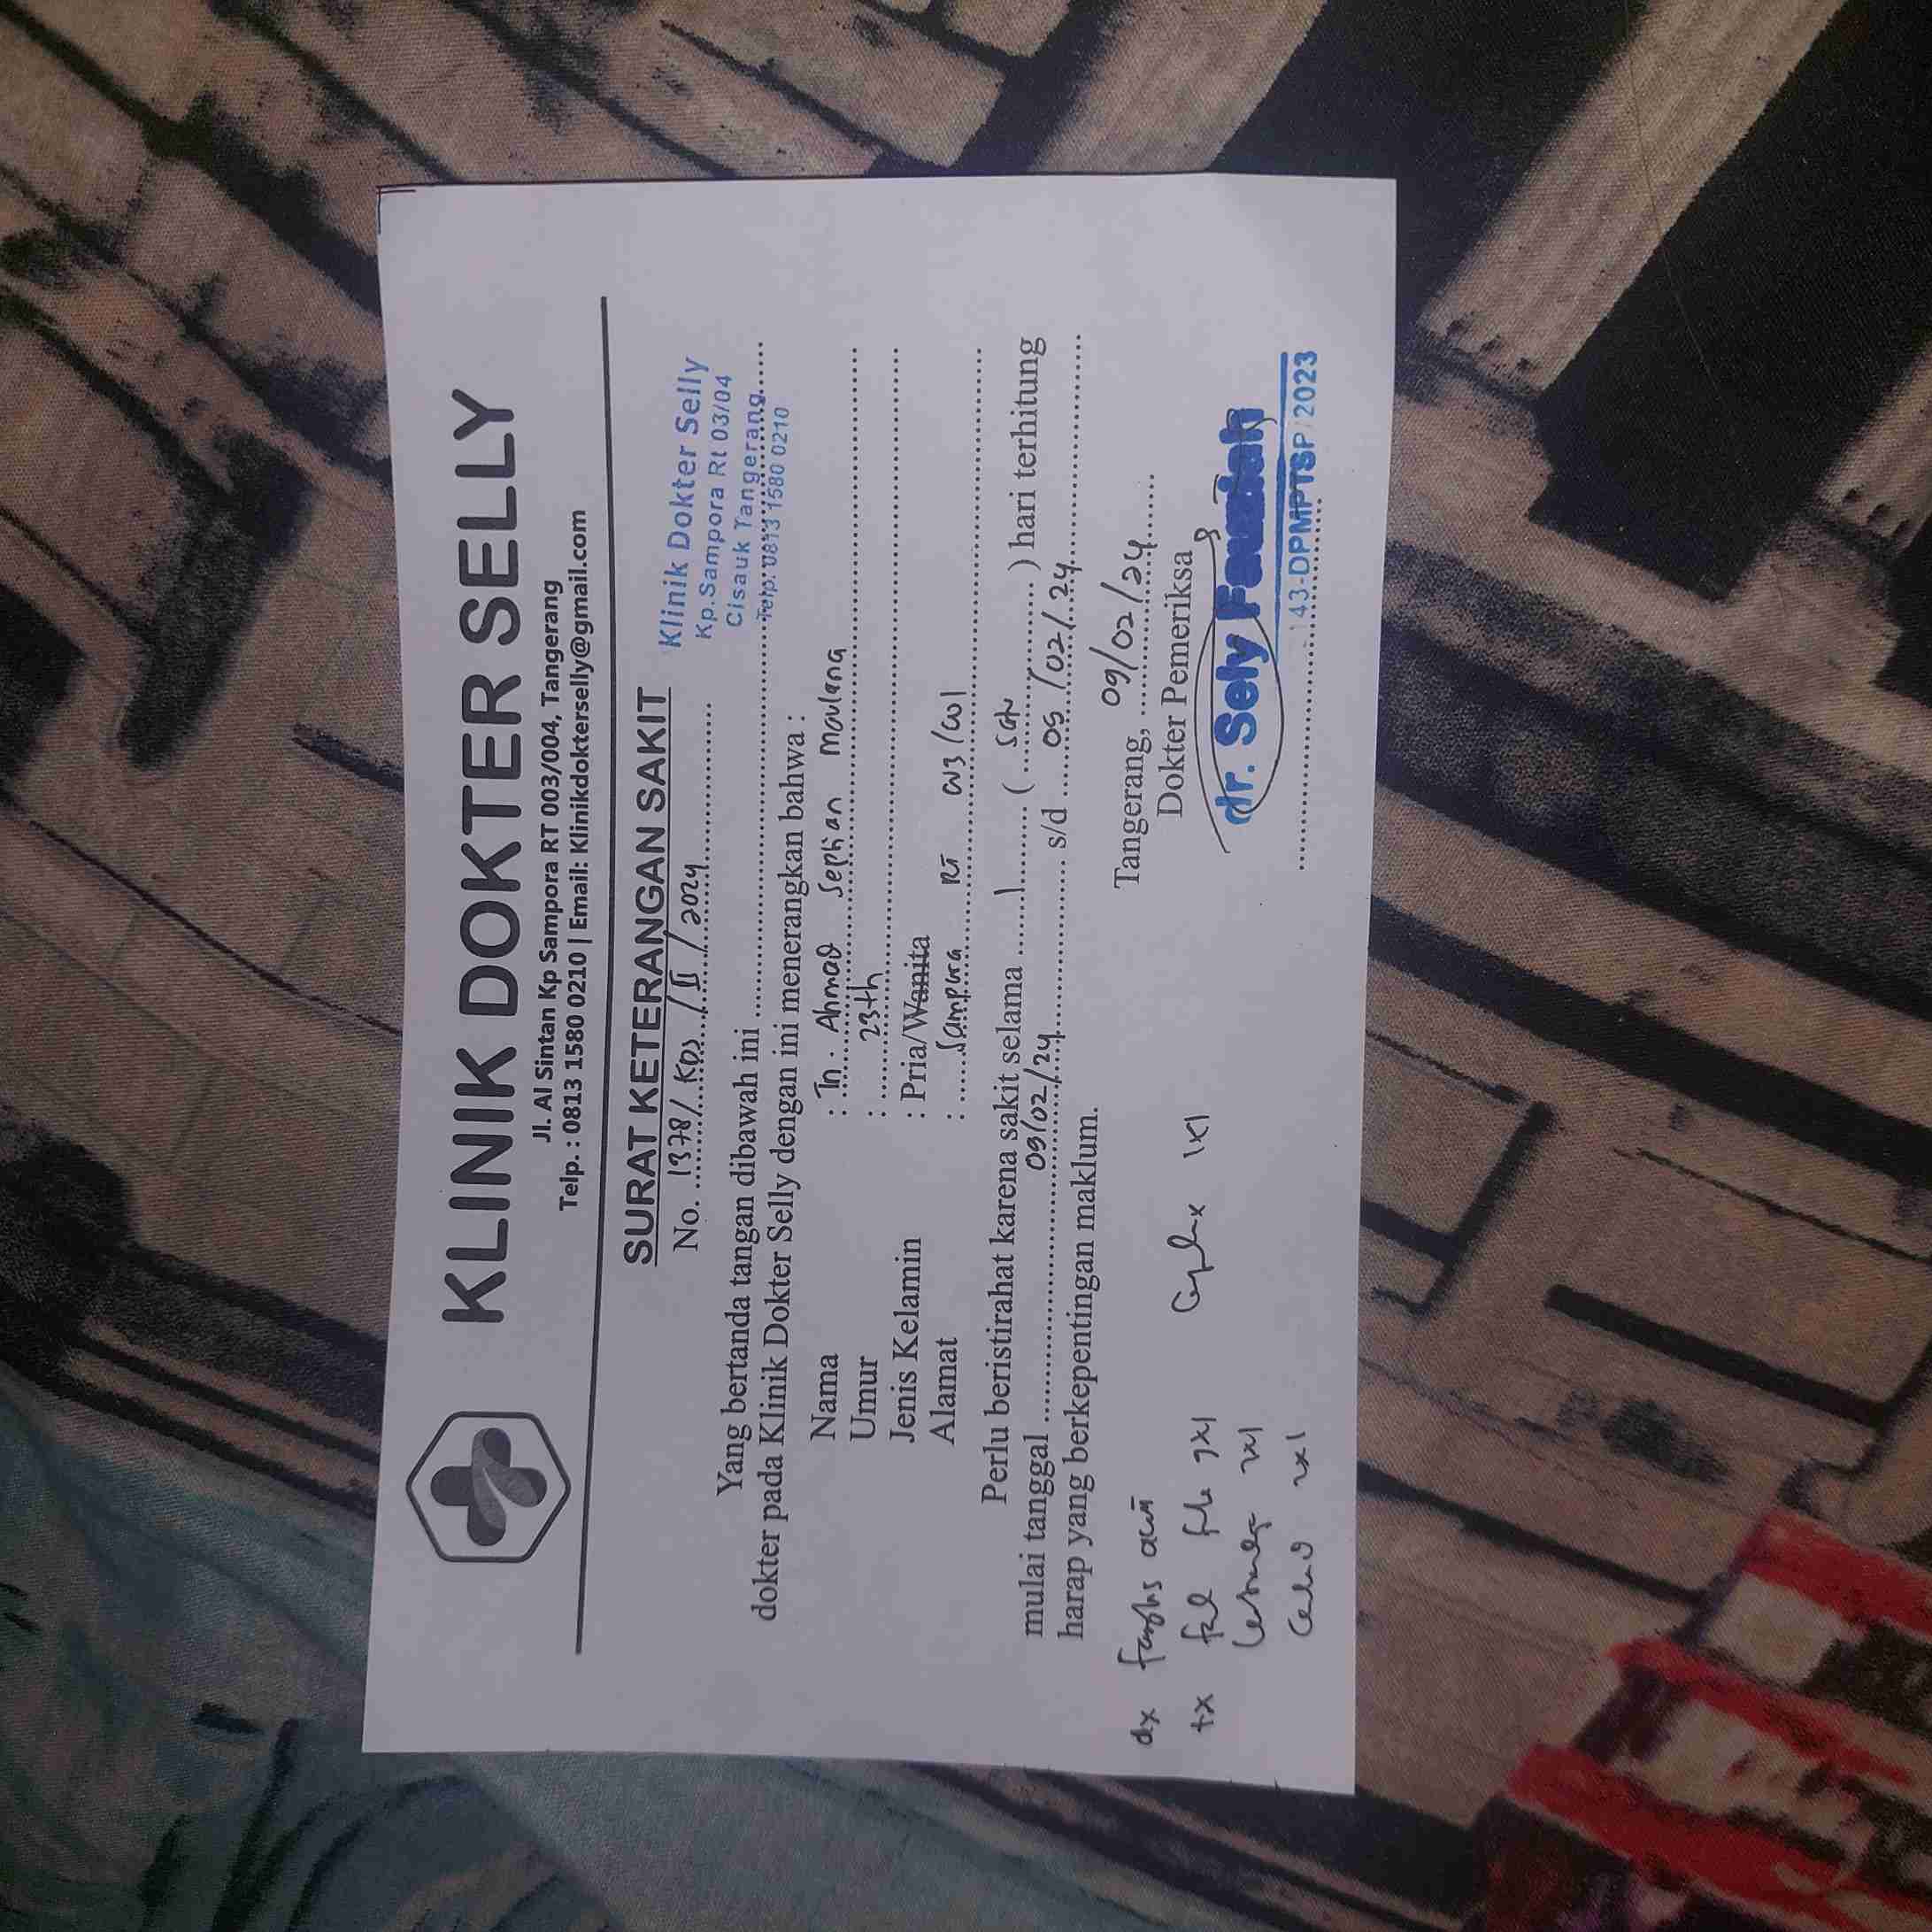 KLINIK DOKTER SELLY
Jl. Al Sintan Kp Sampora RT 003/004, Tangerang
Telp. : 0813 1580 0210 | Email: Klinikdokterselly@gmail.com
SURAT KETERANGAN SAKIT
No. 1378/ KDS / II / 2024
Klinik Dokter Selly
Kp. Sampora Rt 03/04
Cisauk Tangerang
Telp: 0813 1580 0210
Yang bertanda tangan dibawah ini
dokter pada Klinik Dokter Selly dengan ini menerangkan bahwa :
Nama : Tn. Ahmad Septian Maulana
Umur : 23th
Jenis Kelamin : Pria/Wanita
Alamat : Sampora RT
Perlu beristirahat karena sakit selama 1 ( satu ) hari terhitung
mulai tanggal 09/02/24 s/d 09/02/24
harap yang berkepentingan maklum.
Tangerang, 09/02/24
Dokter Pemeriksa
dr. Sely Fauziah
43-DPMPTSP/2023
dx
tx
1x1